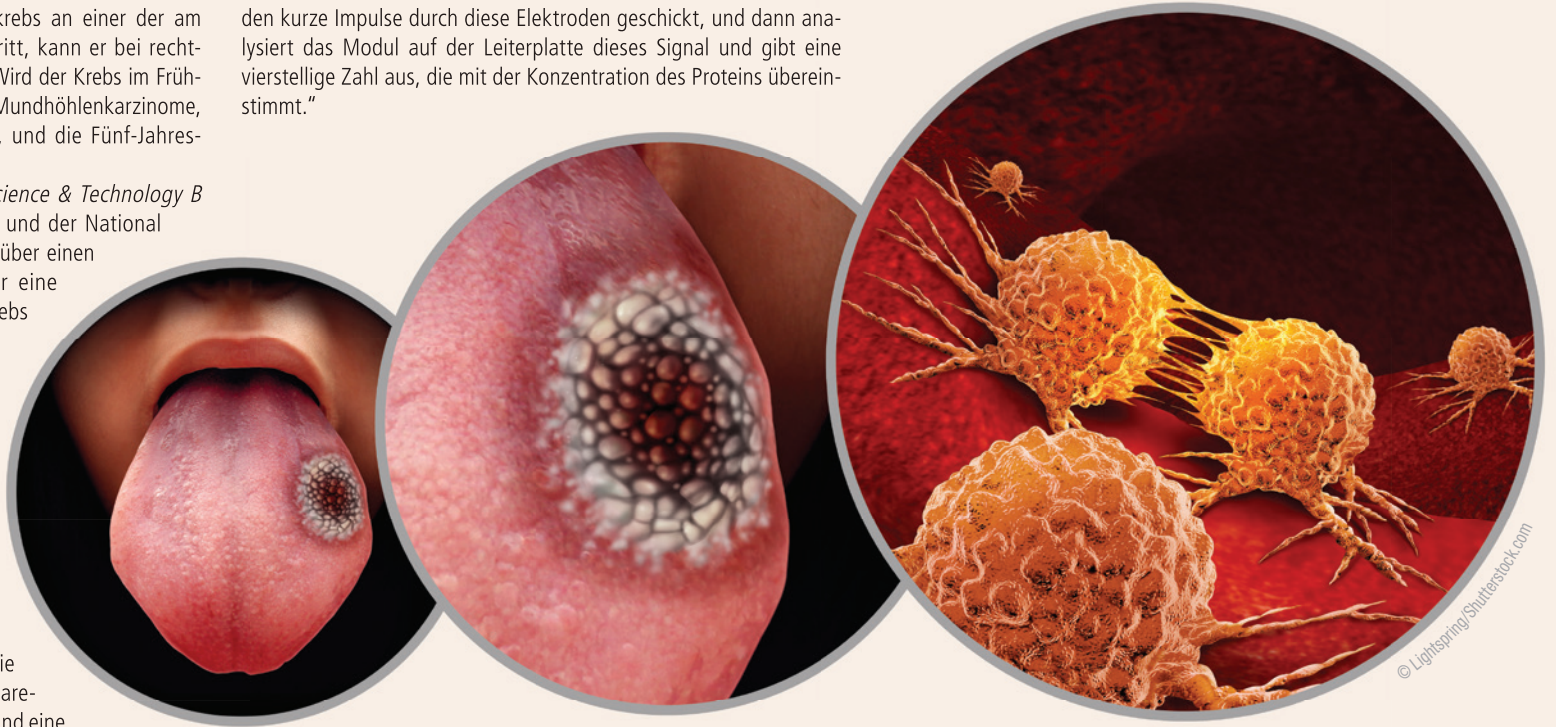 krebs an einer der am
ritt, kann er bei recht-
Wird der Krebs im Früh-
Mundhöhlenkarzinome,
und die Fünf-Jahres-
cience & Technology B
und der National
über einen
r eine
ebs
ie
are-
nd eine
den kurze Impulse durch diese Elektroden geschickt, und dann ana-
lysiert das Modul auf der Leiterplatte dieses Signal und gibt eine
vierstellige Zahl aus, die mit der Konzentration des Proteins überein-
stimmt.“
© Lightspring/Shutterstock.com